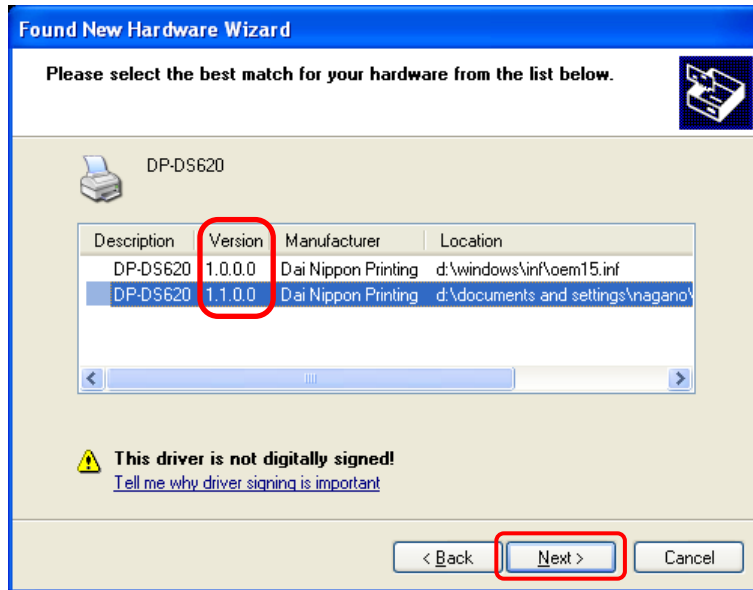 Found New Hardware Wizard
Please select the best match for your hardware from the list below.
DP-DS620
Description Version Manufacturer Location
DP-DS620 1.0.0.0 Dai Nippon Printing d:\windows\inf\oem15.inf
DP-DS620 1.1.0.0 Dai Nippon Printing d:\documents and settings\nagano\
This driver is not digitally signed!
Tell me why driver signing is important
< Back Next > Cancel